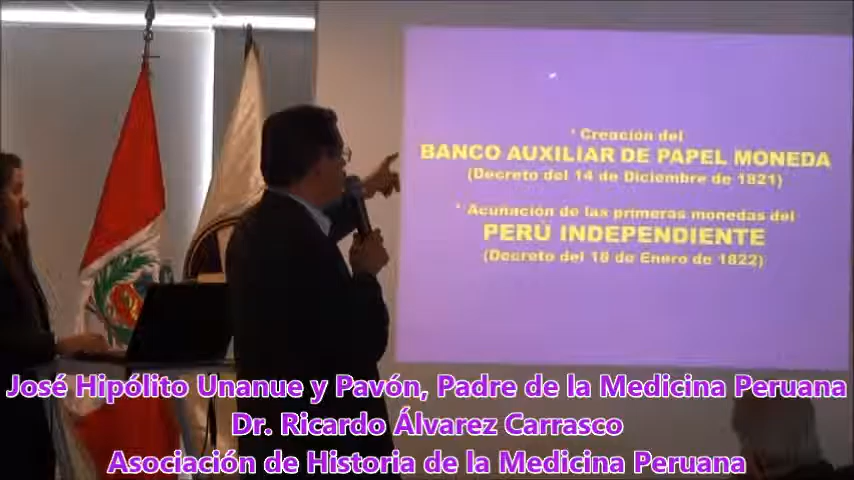 * Creación del
BANCO AUXILIAR DE PAPEL MONEDA
(Decreto del 14 de Diciembre de 1821)
* Acuñación de las primeras monedas del
PERÚ INDEPENDIENTE
(Decreto del 18 de Enero de 1822)
José Hipólito Unanue y Pavón, Padre de la Medicina Peruana
Dr. Ricardo Álvarez Carrasco
Asociación de Historia de la Medicina Peruana